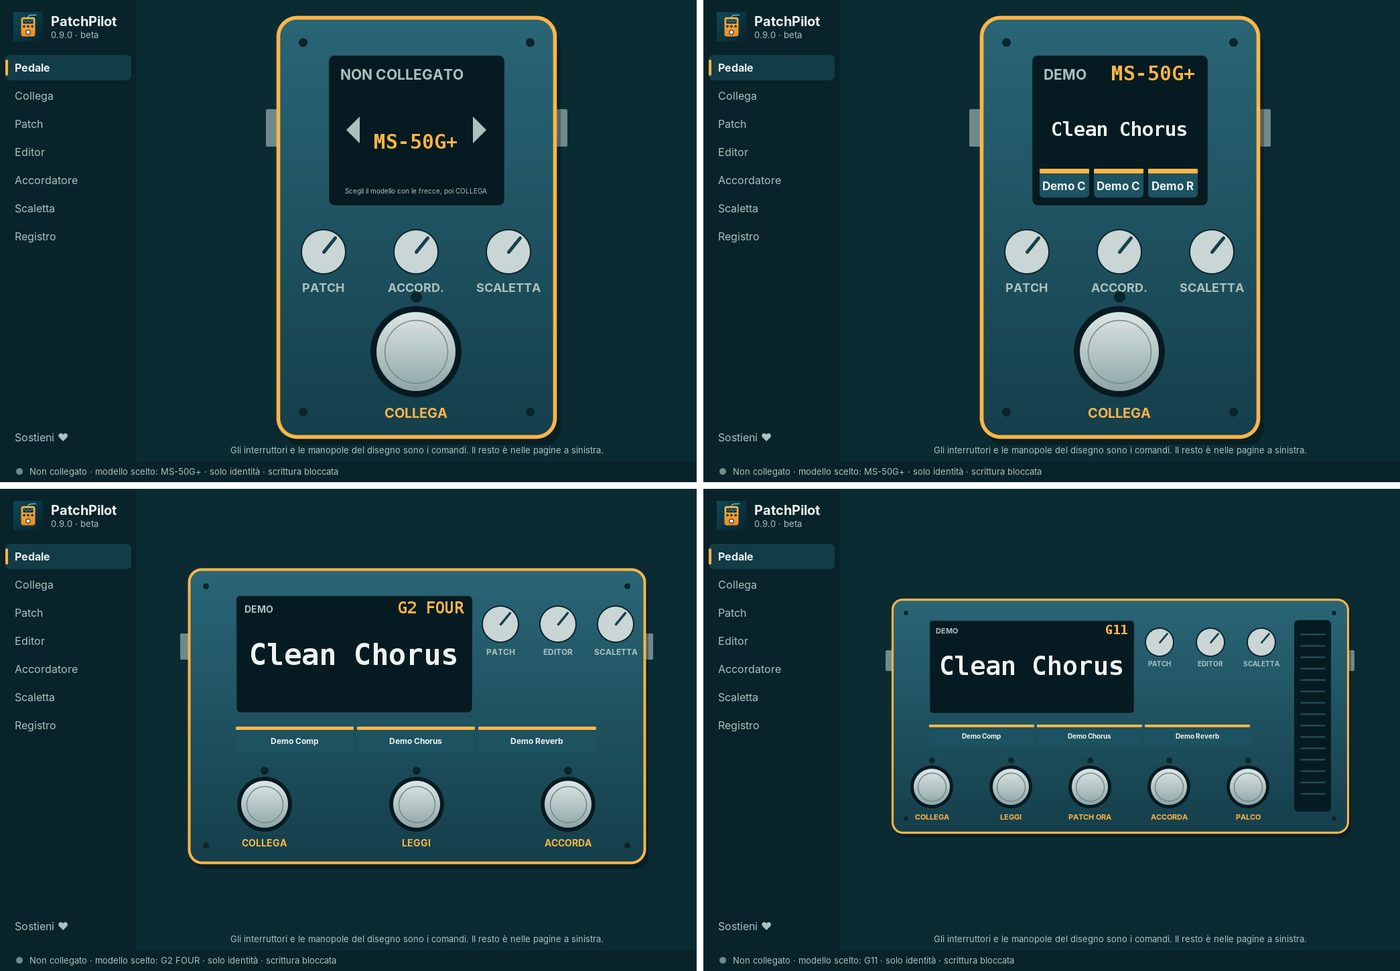 PatchPilot
0.9.0 · beta
Pedale
Collega
Patch
Editor
Accordatore
Scaletta
Registro
Sostieni ♥
NON COLLEGATO
MS-50G+
Scegli il modello con le frecce, poi COLLEGA
PATCH ACCORD. SCALETTA
COLLEGA
Gli interruttori e le manopole del disegno sono i comandi. Il resto è nelle pagine a sinistra.
Non collegato · modello scelto: MS-50G+ · solo identità · scrittura bloccata
PatchPilot
0.9.0 · beta
Pedale
Collega
Patch
Editor
Accordatore
Scaletta
Registro
Sostieni ♥
DEMO MS-50G+
Clean Chorus
Demo C Demo C Demo R
PATCH ACCORD. SCALETTA
COLLEGA
Gli interruttori e le manopole del disegno sono i comandi. Il resto è nelle pagine a sinistra.
Non collegato · modello scelto: MS-50G+ · solo identità · scrittura bloccata
PatchPilot
0.9.0 · beta
Pedale
Collega
Patch
Editor
Accordatore
Scaletta
Registro
Sostieni ♥
DEMO G2 FOUR
Clean Chorus
PATCH EDITOR SCALETTA
Demo Comp Demo Chorus Demo Reverb
COLLEGA LEGGI ACCORDA
Gli interruttori e le manopole del disegno sono i comandi. Il resto è nelle pagine a sinistra.
Non collegato · modello scelto: G2 FOUR · solo identità · scrittura bloccata
PatchPilot
0.9.0 · beta
Pedale
Collega
Patch
Editor
Accordatore
Scaletta
Registro
Sostieni ♥
DEMO G11
Clean Chorus
PATCH EDITOR SCALETTA
Demo Comp Demo Chorus Demo Reverb
COLLEGA LEGGI PATCH ORA ACCORDA PALCO
Gli interruttori e le manopole del disegno sono i comandi. Il resto è nelle pagine a sinistra.
Non collegato · modello scelto: G11 · solo identità · scrittura bloccata